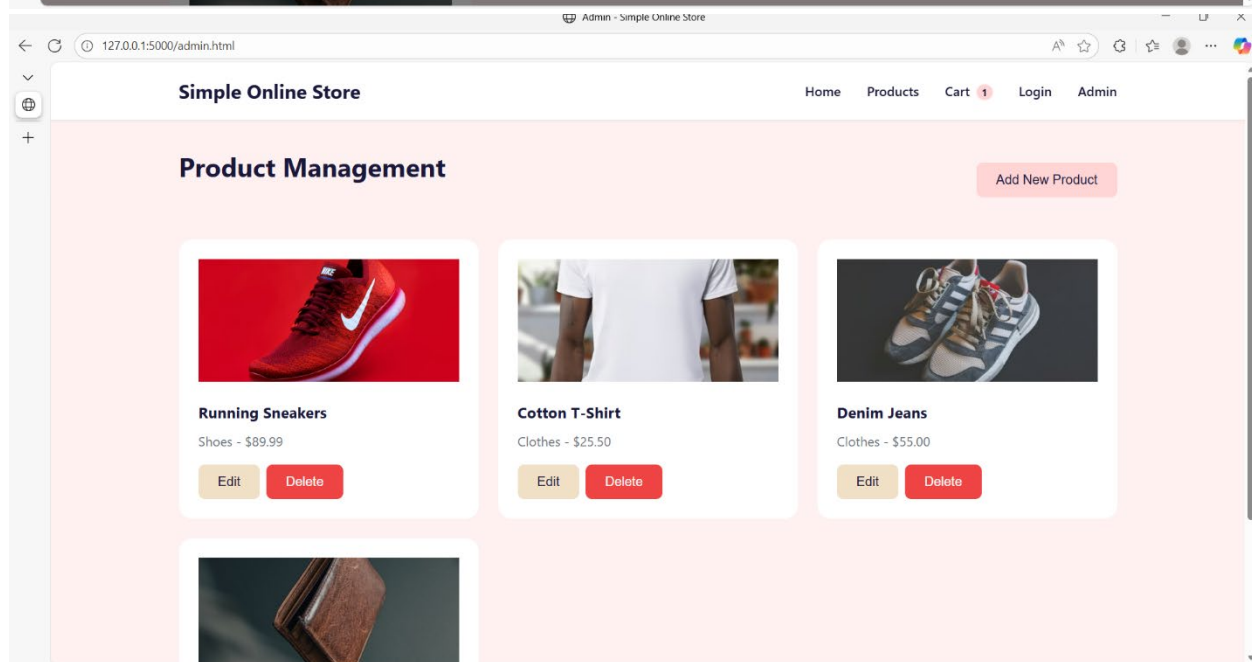 Admin - Simple Online Store
127.0.0.1:5000/admin.html
Simple Online Store
Home Products Cart 1 Login Admin
Product Management
Add New Product
NIKE
Running Sneakers
Shoes - $89.99
Edit Delete
Cotton T-Shirt
Clothes - $25.50
Edit Delete
Denim Jeans
Clothes - $55.00
Edit Delete